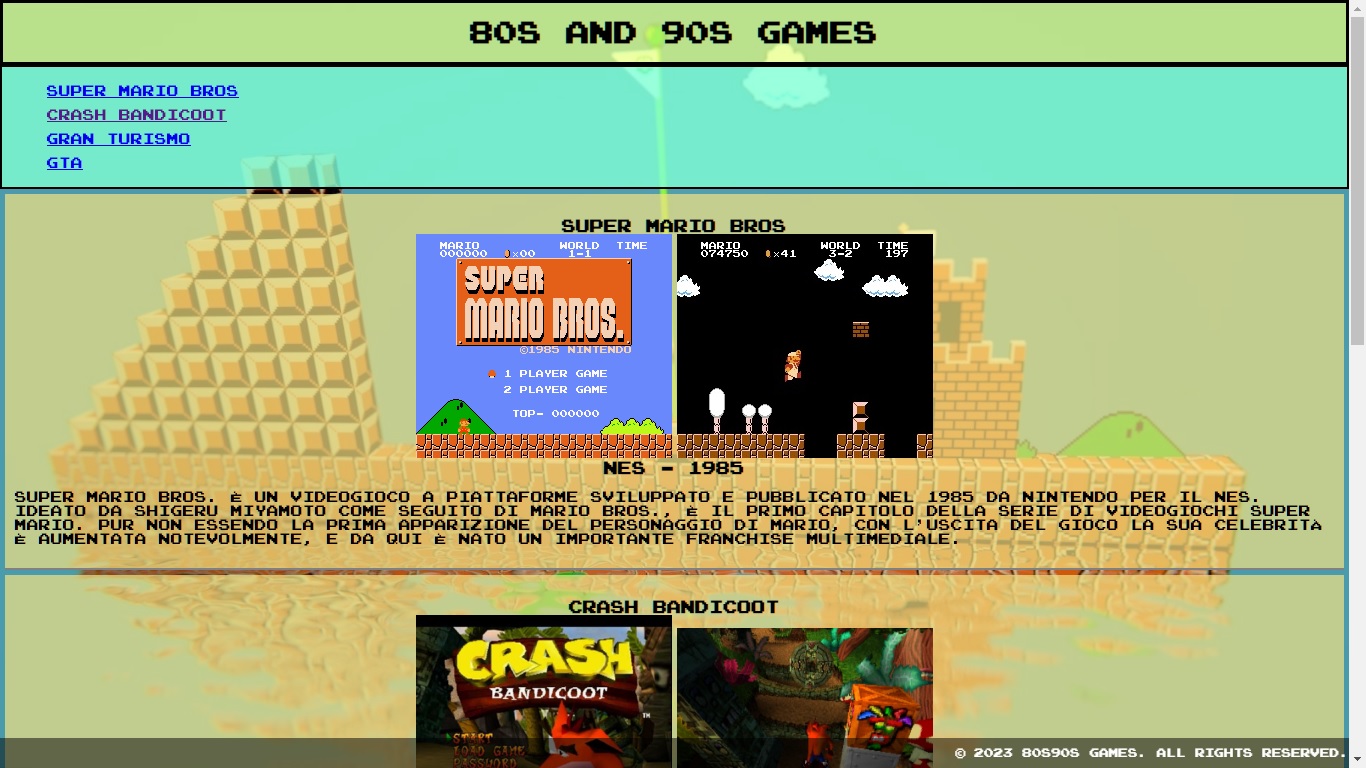 80S AND 90S GAMES
SUPER MARIO BROS
CRASH BANDICOOT
GRAN TURISMO
GTA
SUPER MARIO BROS
MARIO WORLD TIME
000000 x00 1-1
SUPER
MARIO BROS.
©1985 NINTENDO
1 PLAYER GAME
2 PLAYER GAME
TOP- 000000
MARIO WORLD TIME
074750 x41 3-2 197
NES - 1985
SUPER MARIO BROS. È UN VIDEOGIOCO A PIATTAFORME SVILUPPATO E PUBBLICATO NEL 1985 DA NINTENDO PER IL NES.
IDEATO DA SHIGERU MIYAMOTO COME SEGUITO DI MARIO BROS., È IL PRIMO CAPITOLO DELLA SERIE DI VIDEOGIOCHI SUPER
MARIO. PUR NON ESSENDO LA PRIMA APPARIZIONE DEL PERSONAGGIO DI MARIO, CON L'USCITA DEL GIOCO LA SUA CELEBRITÀ
È AUMENTATA NOTEVOLMENTE, E DA QUI È NATO UN IMPORTANTE FRANCHISE MULTIMEDIALE.
CRASH BANDICOOT
CRASH
BANDICOOT
TM
START
LOAD GAME
PASSWORD
© 2023 80S90S GAMES. ALL RIGHTS RESERVED.